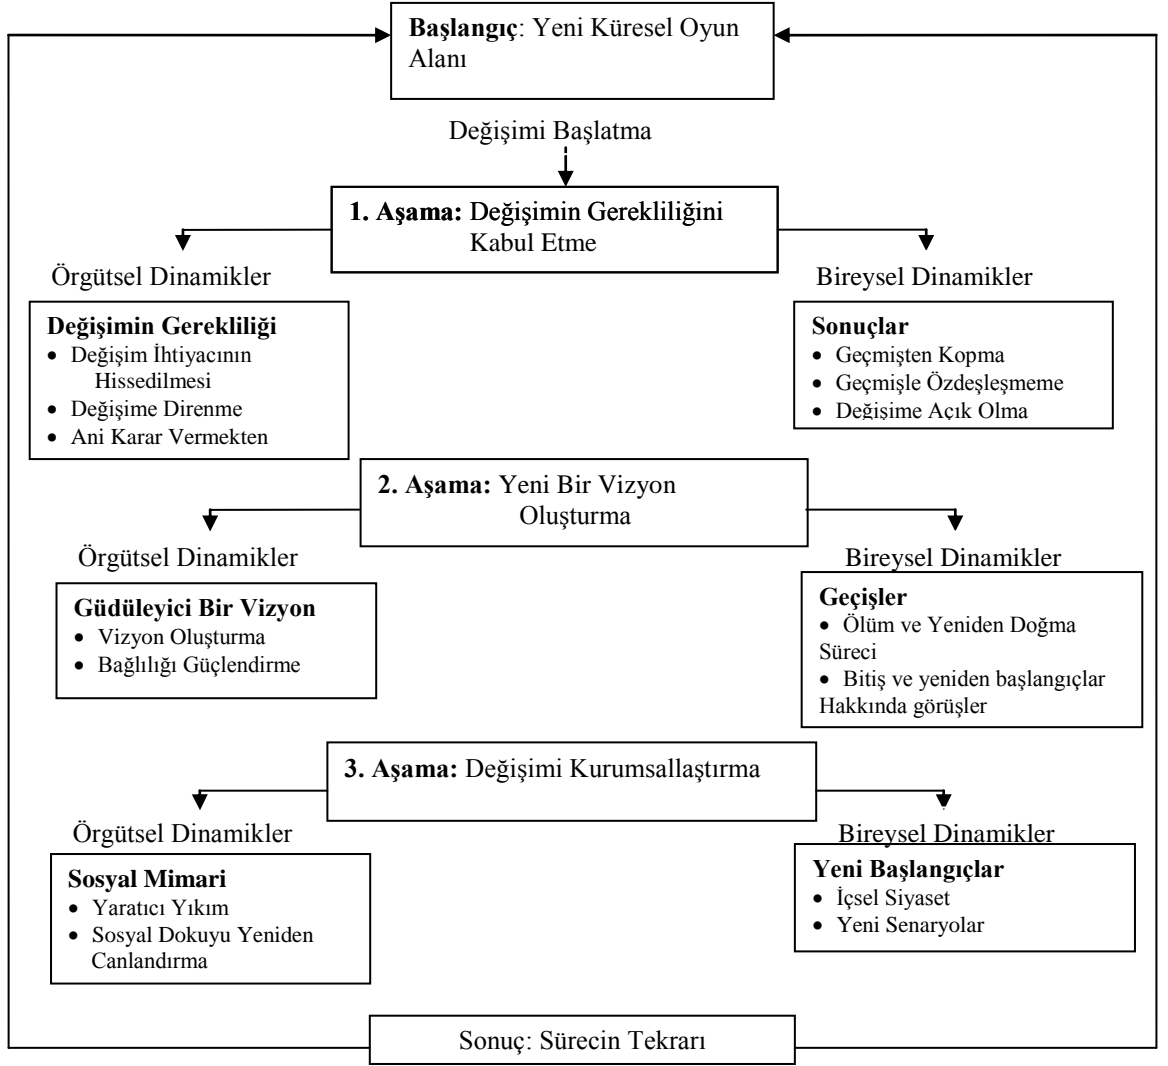 Başlangıç: Yeni Küresel Oyun
Alanı
Değişimi Başlatma
1. Aşama: Değişimin Gerekliliğini
Kabul Etme
Örgütsel Dinamikler
Bireysel Dinamikler
Değişimin Gerekliliği
• Değişim İhtiyacının
Hissedilmesi
• Değişime Direnme
• Ani Karar Vermekten
Sonuçlar
• Geçmişten Kopma
• Geçmişle Özdeşleşmeme
• Değişime Açık Olma
2. Aşama: Yeni Bir Vizyon
Oluşturma
Örgütsel Dinamikler
Bireysel Dinamikler
Güdüleyici Bir Vizyon
• Vizyon Oluşturma
• Bağlılığı Güçlendirme
Geçişler
• Ölüm ve Yeniden Doğma
Süreci
• Bitiş ve yeniden başlangıçlar
Hakkında görüşler
3. Aşama: Değişimi Kurumsallaştırma
Örgütsel Dinamikler
Bireysel Dinamikler
Sosyal Mimari
• Yaratıcı Yıkım
• Sosyal Dokuyu Yeniden
Canlandırma
Yeni Başlangıçlar
• İçsel Siyaset
• Yeni Senaryolar
Sonuç: Sürecin Tekrarı